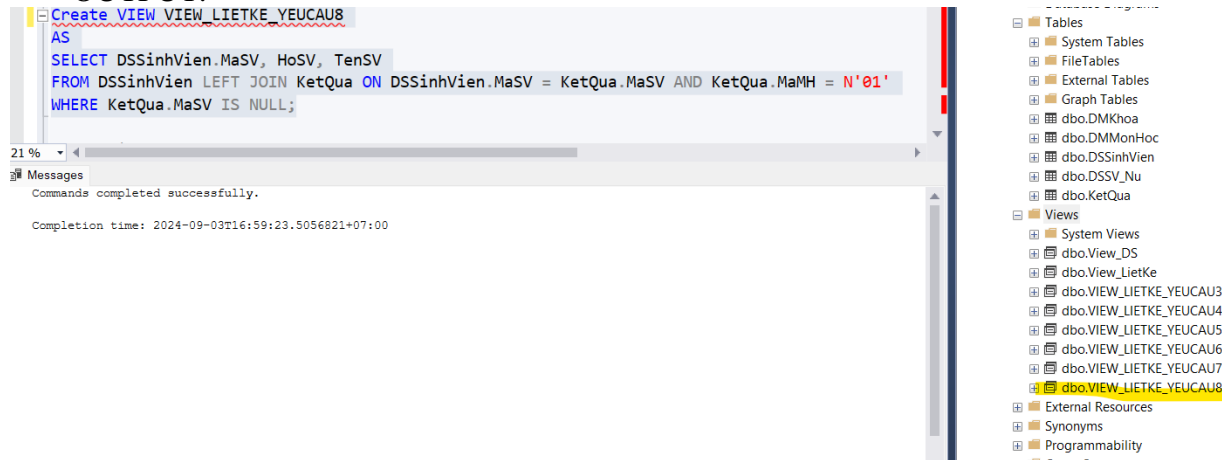 Create VIEW VIEW_LIETKE_YEUCAU8
AS
SELECT DSSinhVien.MaSV, HoSV, TenSV
FROM DSSinhVien LEFT JOIN KetQua ON DSSinhVien.MaSV = KetQua.MaSV AND KetQua.MaMH = N'01'
WHERE KetQua.MaSV IS NULL;
21 %
Messages
Commands completed successfully.
Completion time: 2024-09-03T16:59:23.5056821+07:00
Tables
System Tables
FileTables
External Tables
Graph Tables
dbo.DMKhoa
dbo.DMMonHoc
dbo.DSSinhVien
dbo.DSSV_Nu
dbo.KetQua
Views
System Views
dbo.View_DS
dbo.View_LietKe
dbo.VIEW_LIETKE_YEUCAU3
dbo.VIEW_LIETKE_YEUCAU4
dbo.VIEW_LIETKE_YEUCAU5
dbo.VIEW_LIETKE_YEUCAU6
dbo.VIEW_LIETKE_YEUCAU7
dbo.VIEW_LIETKE_YEUCAU8
External Resources
Synonyms
Programmability